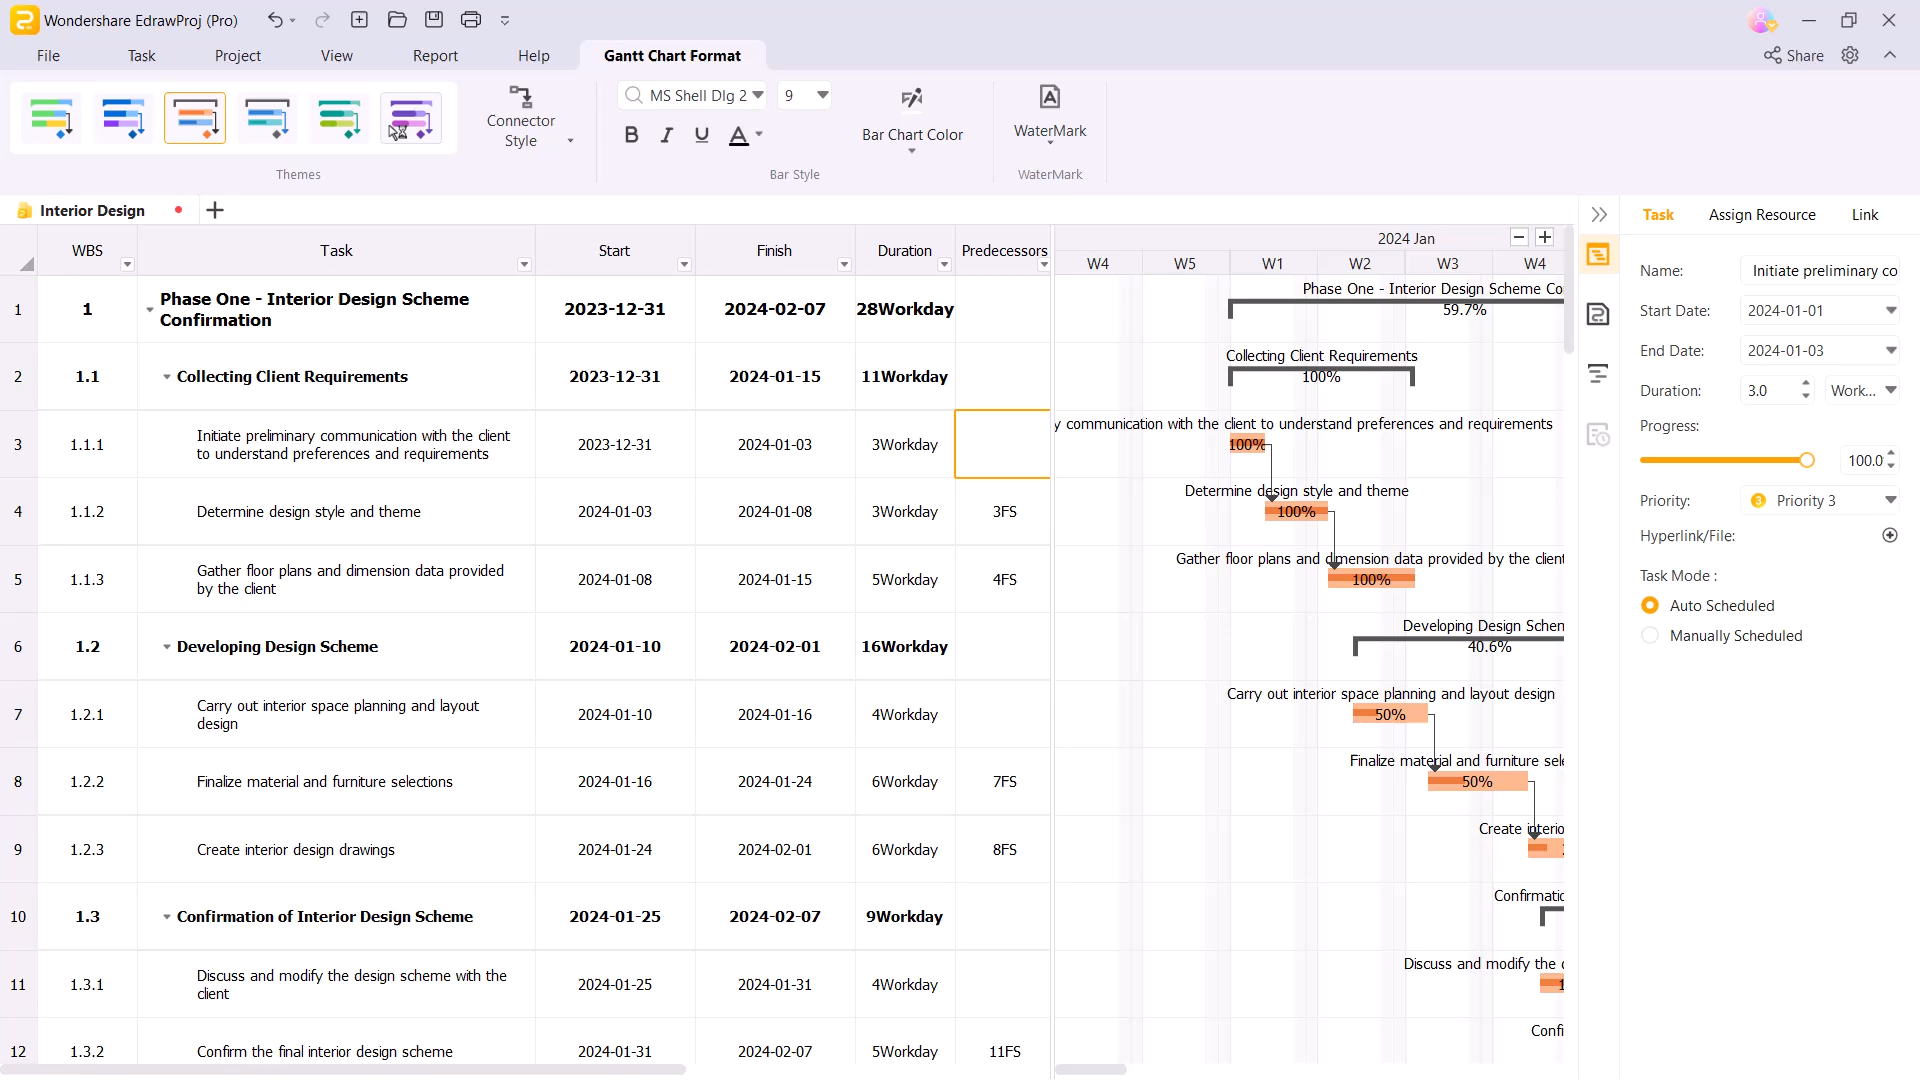 Wondershare EdrawProj (Pro)
File Task Project View Report Help Gantt Chart Format Share
Connector Style
MS Shell Dlg 2 9
B I U A
Bar Chart Color
WaterMark
Themes Bar Style WaterMark
Interior Design
WBS Task Start Finish Duration Predecessors
2024 Jan
W4 W5 W1 W2 W3 W4
1 1 Phase One - Interior Design Scheme Confirmation 2023-12-31 2024-02-07 28Workday
2 1.1 Collecting Client Requirements 2023-12-31 2024-01-15 11Workday
3 1.1.1 Initiate preliminary communication with the client to understand preferences and requirements 2023-12-31 2024-01-03 3Workday
4 1.1.2 Determine design style and theme 2024-01-03 2024-01-08 3Workday 3FS
5 1.1.3 Gather floor plans and dimension data provided by the client 2024-01-08 2024-01-15 5Workday 4FS
6 1.2 Developing Design Scheme 2024-01-10 2024-02-01 16Workday
7 1.2.1 Carry out interior space planning and layout design 2024-01-10 2024-01-16 4Workday
8 1.2.2 Finalize material and furniture selections 2024-01-16 2024-01-24 6Workday 7FS
9 1.2.3 Create interior design drawings 2024-01-24 2024-02-01 6Workday 8FS
10 1.3 Confirmation of Interior Design Scheme 2024-01-25 2024-02-07 9Workday
11 1.3.1 Discuss and modify the design scheme with the client 2024-01-25 2024-01-31 4Workday
12 1.3.2 Confirm the final interior design scheme 2024-01-31 2024-02-07 5Workday 11FS
Phase One - Interior Design Scheme Co
59.7%
Collecting Client Requirements
100%
y communication with the client to understand preferences and requirements
100%
Determine design style and theme
100%
Gather floor plans and dimension data provided by the client
100%
Developing Design Schen
40.6%
Carry out interior space planning and layout design
50%
Finalize material and furniture sele
50%
Create interio
Confirmatio
Discuss and modify the
Confi
Task Assign Resource Link
Name: Initiate preliminary co
Start Date: 2024-01-01
End Date: 2024-01-03
Duration: 3.0 Work...
Progress:
100.0
Priority: 3 Priority 3
Hyperlink/File:
Task Mode :
Auto Scheduled
Manually Scheduled